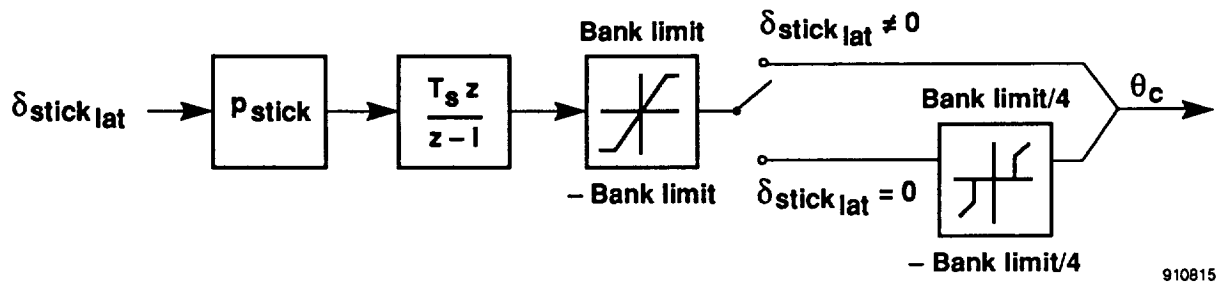 δstick lat
pstick
Ts z
z – I
Bank limit
– Bank limit
δstick lat ≠ 0
δstick lat = 0
Bank limit/4
– Bank limit/4
θc
910815